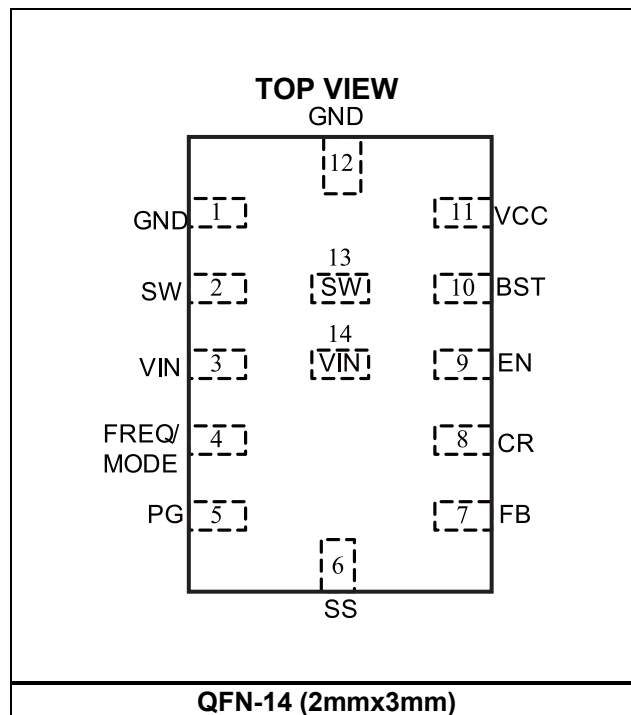 TOP VIEW
GND
12
GND 1 11 VCC
13
SW 2 SW 10 BST
14
VIN 3 VIN 9 EN
FREQ/
MODE 4 8 CR
PG 5 7 FB
6
SS
QFN-14 (2mmx3mm)